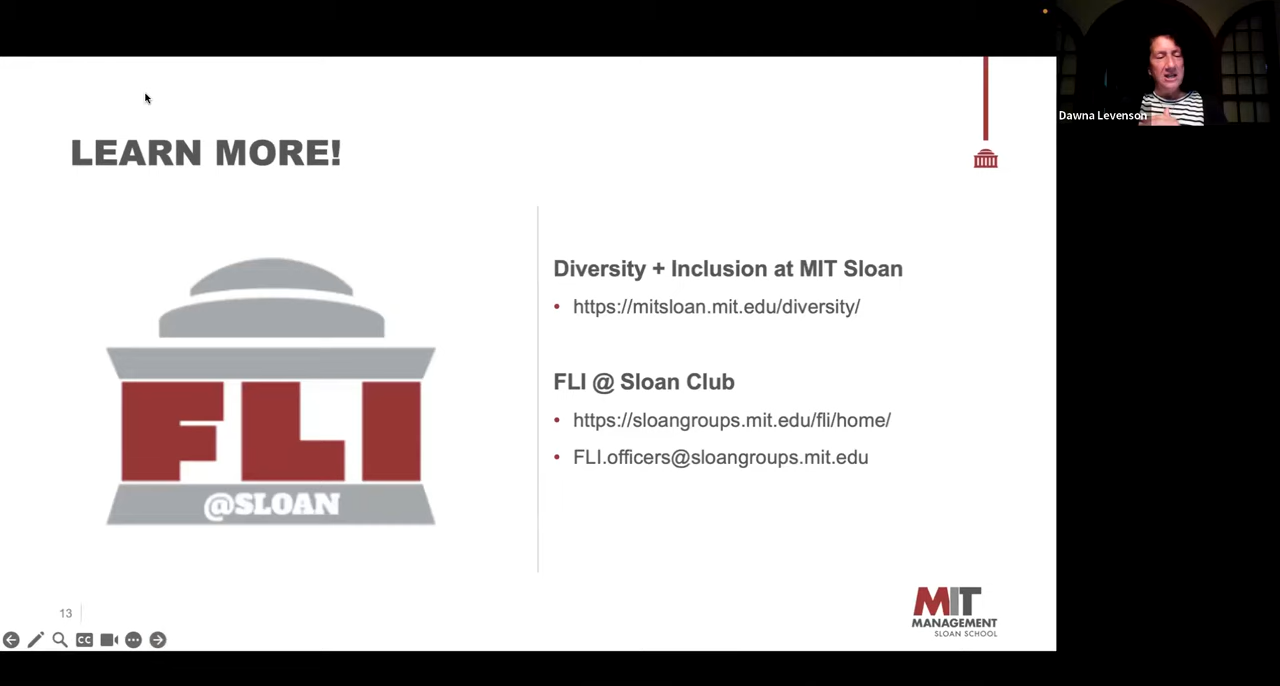 Dawna Levenson
LEARN MORE!
FLI
@SLOAN
Diversity + Inclusion at MIT Sloan
• https://mitsloan.mit.edu/diversity/
FLI @ Sloan Club
• https://sloangroups.mit.edu/fli/home/
• FLI.officers@sloangroups.mit.edu
13
CC
MIT
MANAGEMENT
SLOAN SCHOOL